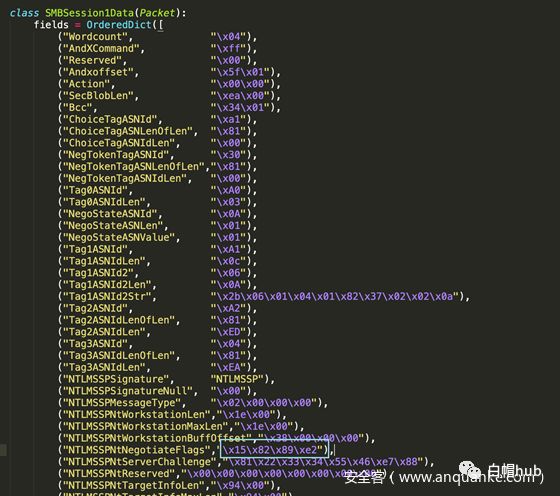 class SMBSession1Data(Packet):
fields = OrderedDict([
("Wordcount", "\x04"),
("AndXCommand", "\xff"),
("Reserved", "\x00"),
("Andxoffset", "\x5f\x01"),
("Action", "\x00\x00"),
("SecBlobLen", "\xea\x00"),
("Bcc", "\x34\x01"),
("ChoiceTagASNId", "\xa1"),
("ChoiceTagASNLenOfLen", "\x81"),
("ChoiceTagASNIdLen", "\x00"),
("NegTokenTagASNId", "\x30"),
("NegTokenTagASNLenOfLen","\x81"),
("NegTokenTagASNIdLen", "\x00"),
("Tag0ASNId", "\xA0"),
("Tag0ASNIdLen", "\x03"),
("NegoStateASNId", "\x0A"),
("NegoStateASNLen", "\x01"),
("NegoStateASNValue", "\x01"),
("Tag1ASNId", "\xA1"),
("Tag1ASNIdLen", "\x0c"),
("Tag1ASNId2", "\x06"),
("Tag1ASNId2Len", "\x0A"),
("Tag1ASNId2Str", "\x2b\x06\x01\x04\x01\x82\x37\x02\x02\x0a"),
("Tag2ASNId", "\xA2"),
("Tag2ASNIdLenOfLen", "\x81"),
("Tag2ASNIdLen", "\xED"),
("Tag3ASNId", "\x04"),
("Tag3ASNIdLenOfLen", "\x81"),
("Tag3ASNIdLen", "\xEA"),
("NTLMSSPSignature", "NTLMSSP"),
("NTLMSSPSignatureNull", "\x00"),
("NTLMSSPMessageType", "\x02\x00\x00\x00"),
("NTLMSSPNtWorkstationLen","\x1e\x00"),
("NTLMSSPNtWorkstationMaxLen","\x1e\x00"),
("NTLMSSPNtWorkstationBuffOffset","\x38\x00\x00\x00"),
("NTLMSSPNtNegotiateFlags","\x15\x82\x89\xe2"),
("NTLMSSPNtServerChallenge","\x81\x22\x33\x34\x55\x46\xe7\x88"),
("NTLMSSPNtReserved","\x00\x00\x00\x00\x00\x00\x00\x00"),
("NTLMSSPNtTargetInfoLen","\x94\x00"),
安全客 ( www.anquanke.com )
白帽hub